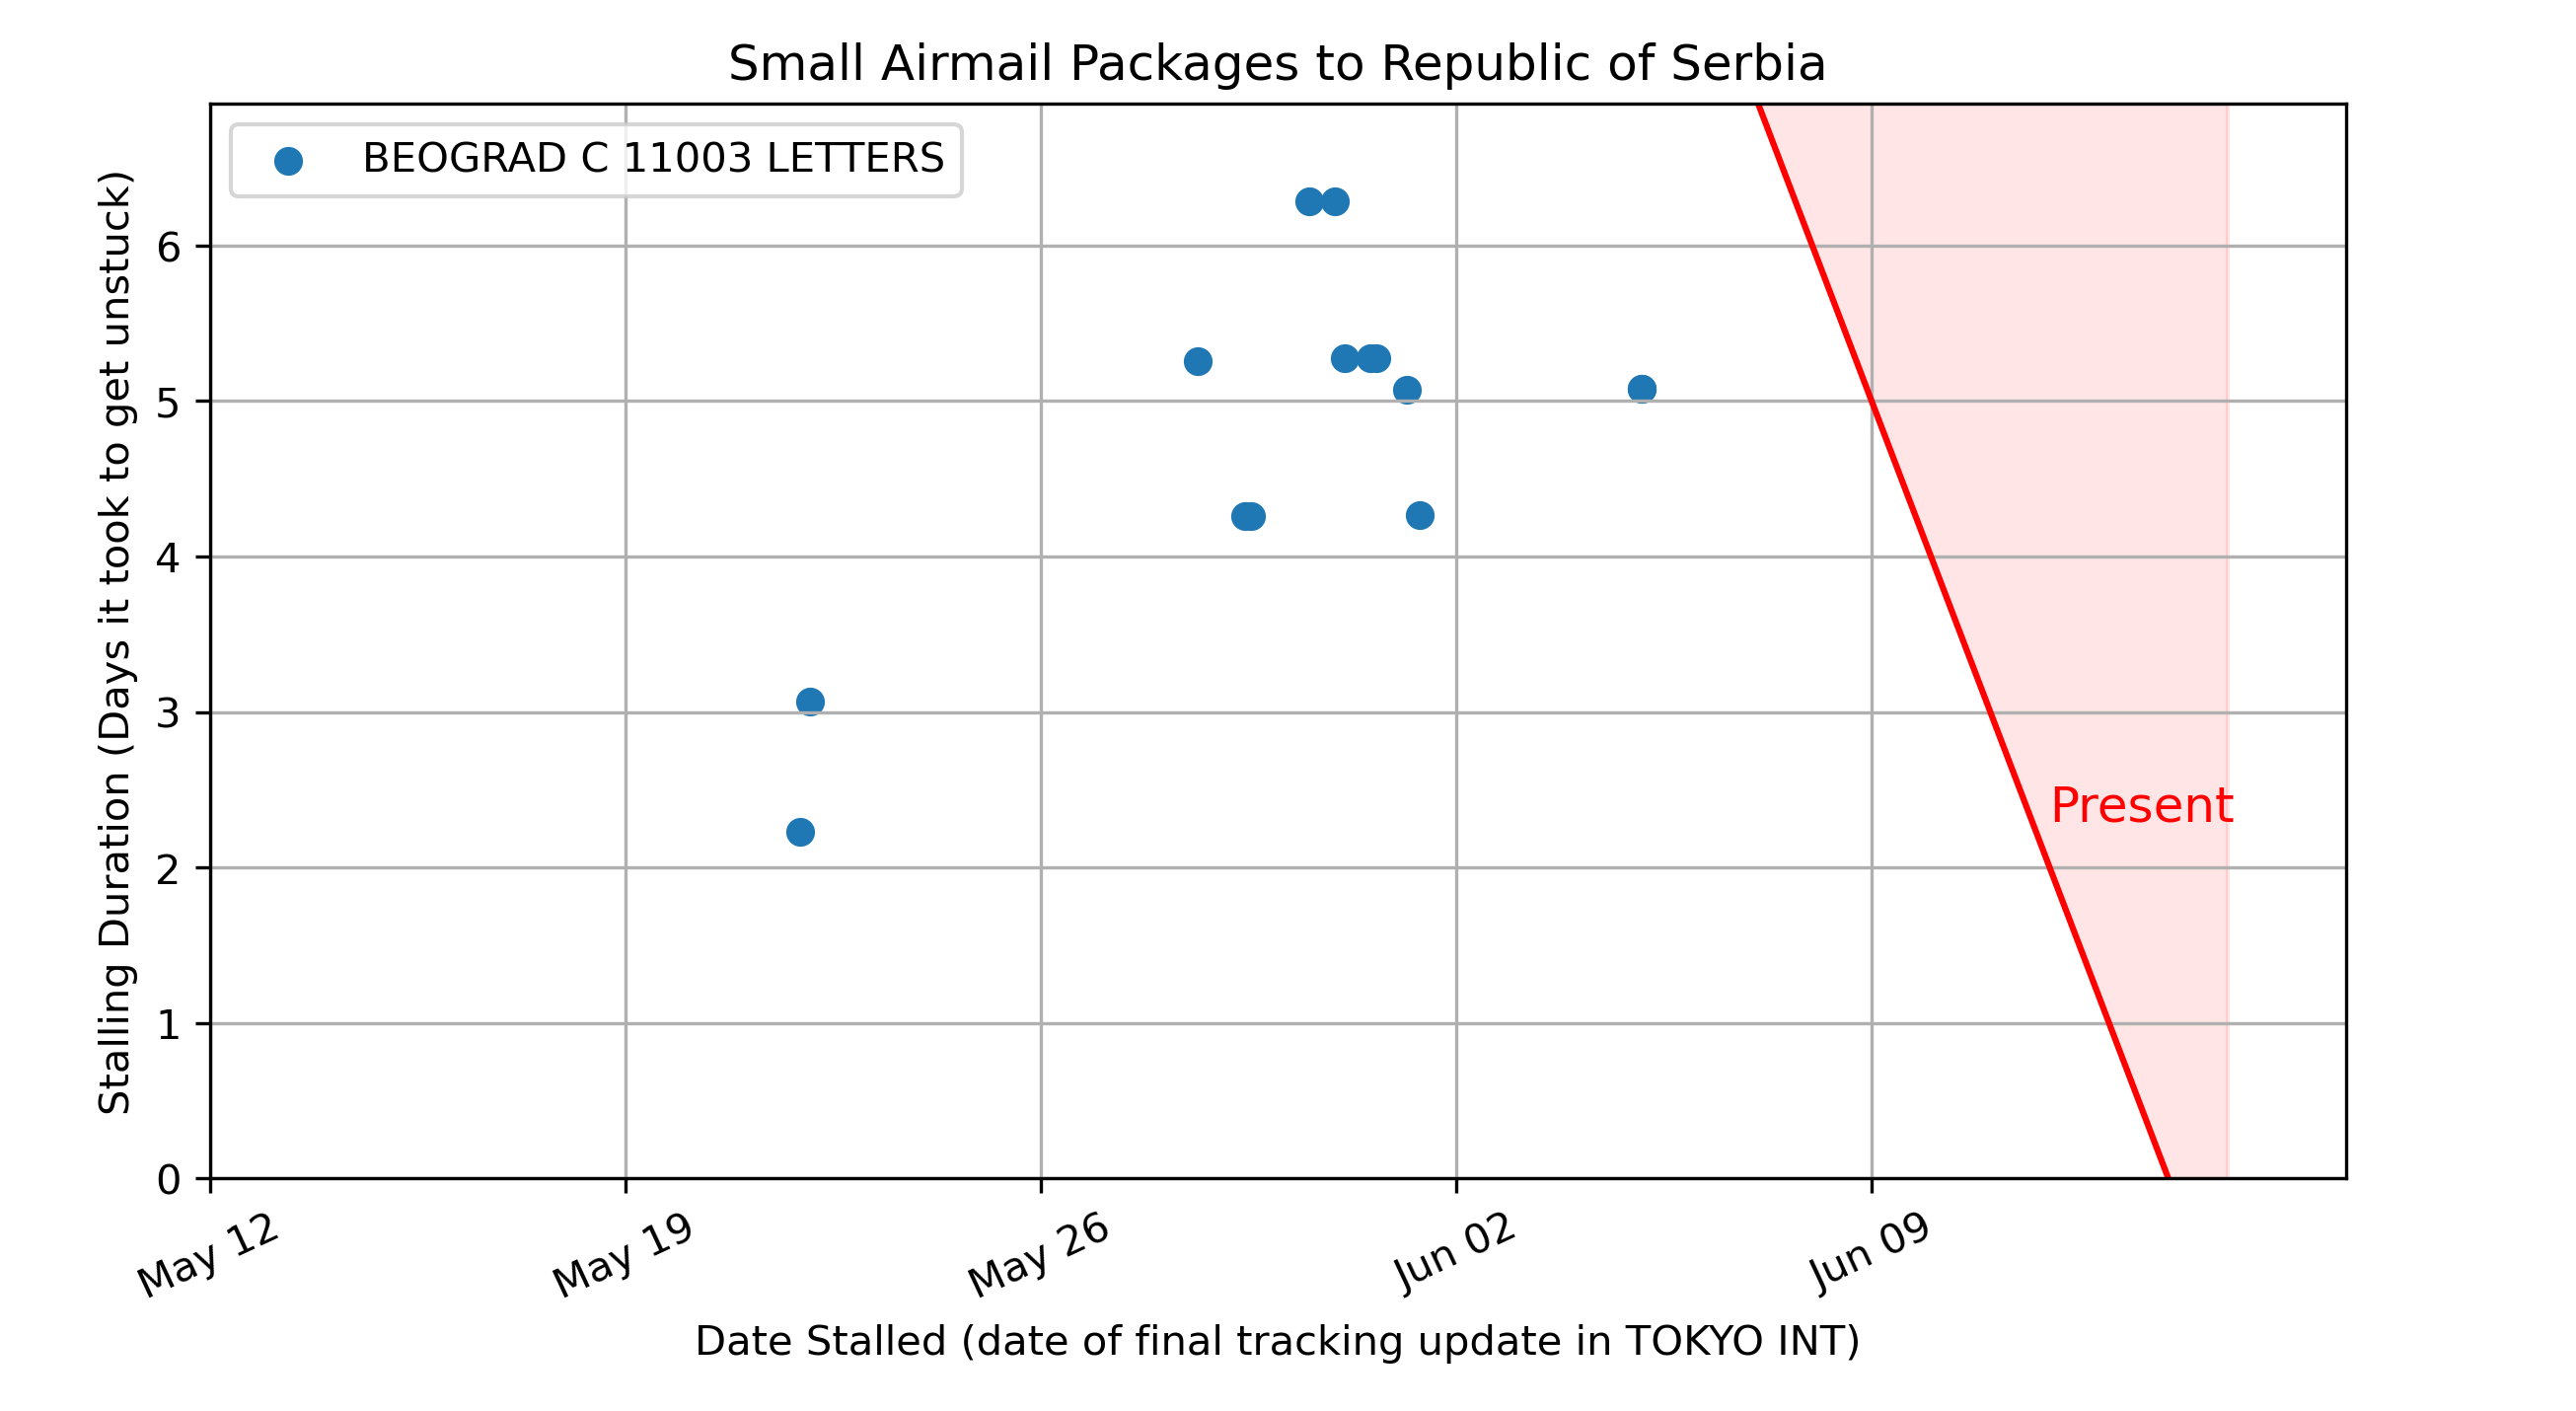 Small Airmail Packages to Republic of Serbia
BEOGRAD C 11003 LETTERS
Stalling Duration (Days it took to get unstuck)
6
5
4
3
2
1
0
Present
May 12
May 19
May 26
Jun 02
Jun 09
Date Stalled (date of final tracking update in TOKYO INT)